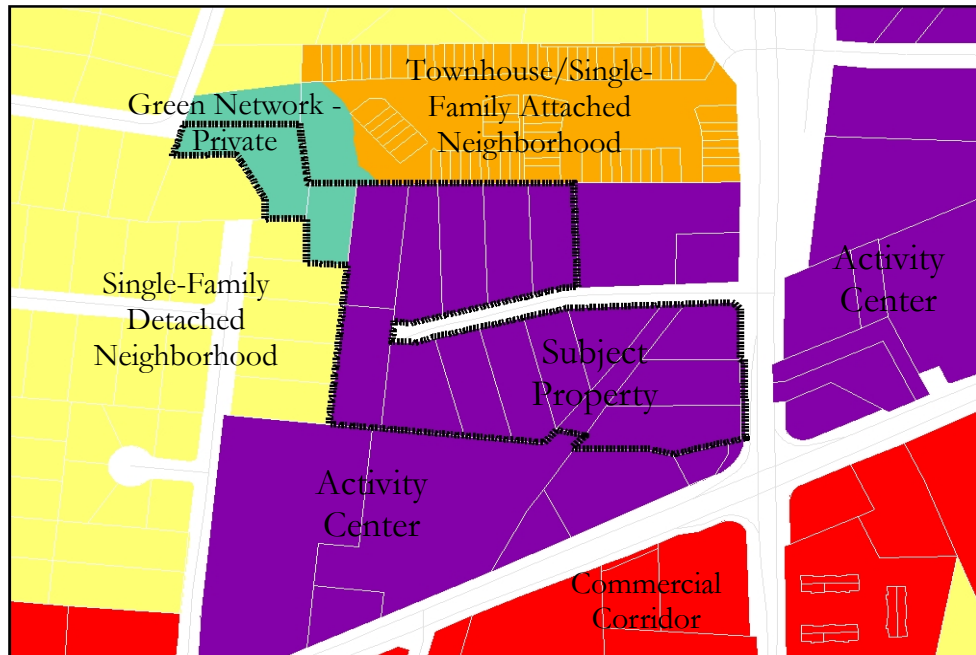 Townhouse/Single-
Family Attached
Neighborhood
Green Network -
Private
Single-Family
Detached
Neighborhood
Activity
Center
Subject
Property
Activity
Center
Commercial
Corridor